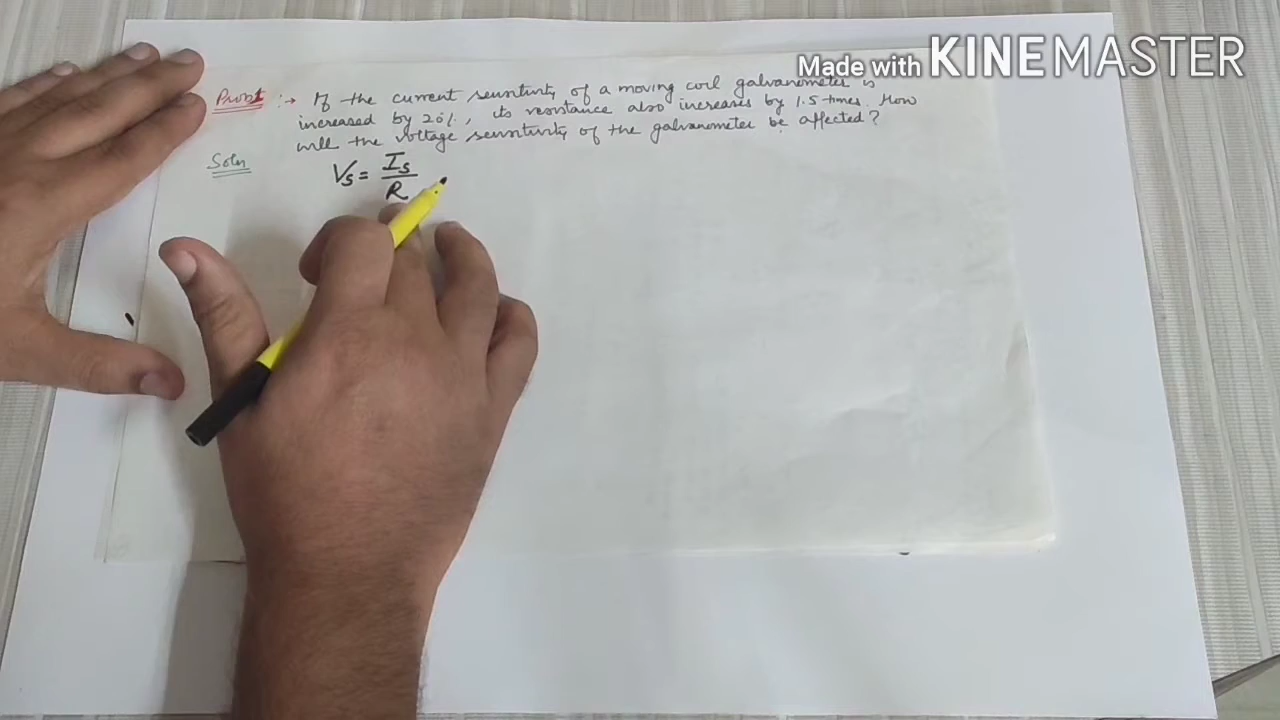 Made with KINEMASTER
Prob :→ If the current sensitivity of a moving coil galvanometer is
increased by 20%, its resistance also increases by 1.5 times. How
will the voltage sensitivity of the galvanometer be affected?
Soln
Vs = Is
R